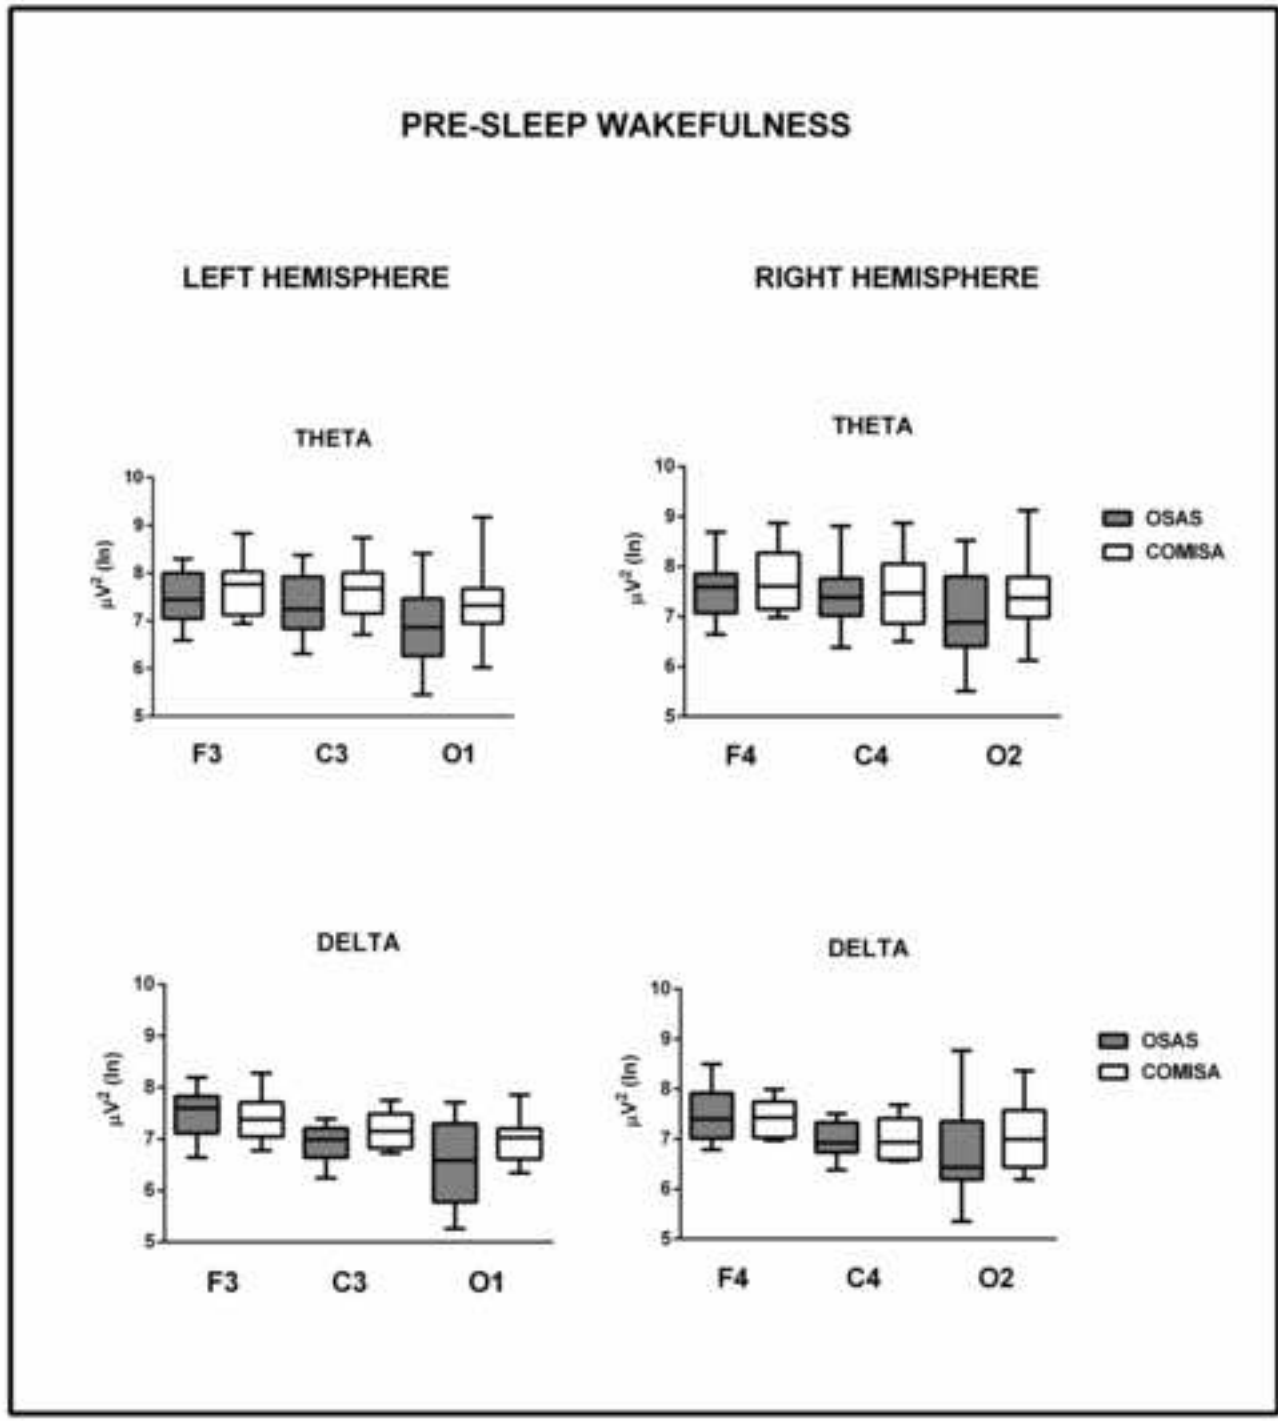 PRE-SLEEP WAKEFULNESS
LEFT HEMISPHERE
RIGHT HEMISPHERE
THETA
10
9
8
7
6
5
µV² (ln)
F3 C3 O1
THETA
10
9
8
7
6
5
µV² (ln)
F4 C4 O2
OSAS
COMISA
DELTA
10
9
8
7
6
5
µV² (ln)
F3 C3 O1
DELTA
10
9
8
7
6
5
µV² (ln)
F4 C4 O2
OSAS
COMISA